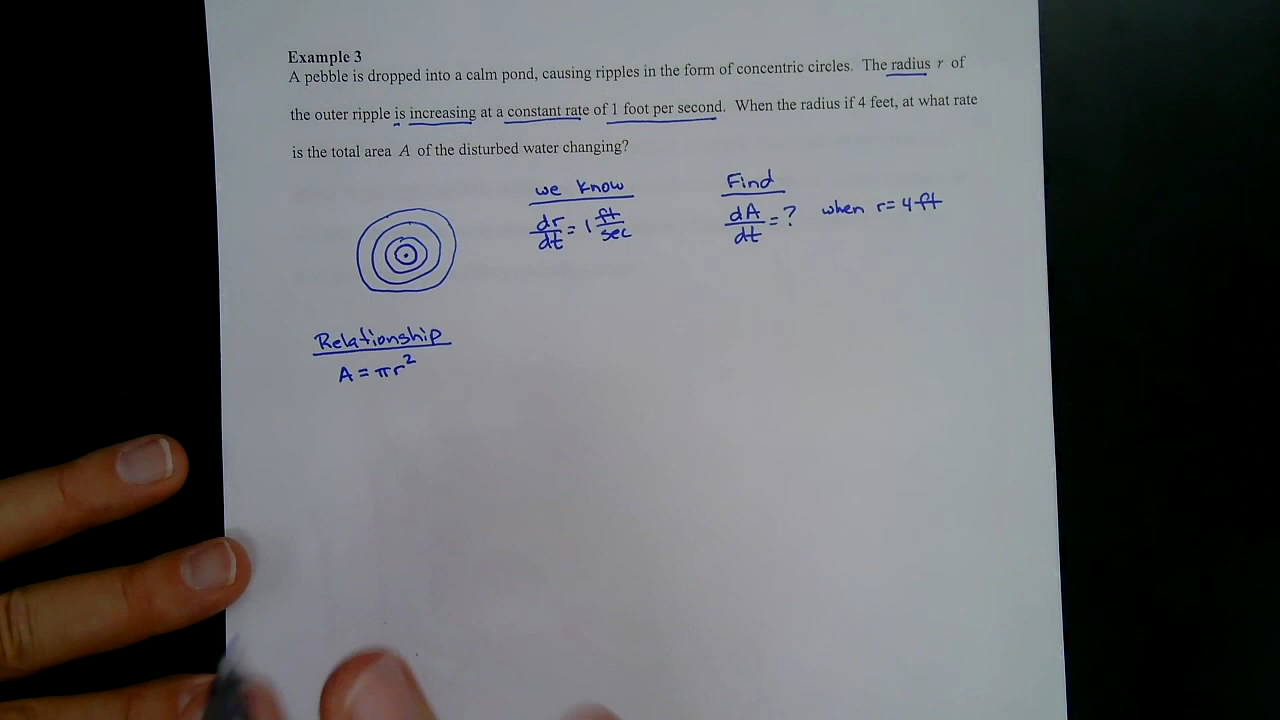 Example 3
A pebble is dropped into a calm pond, causing ripples in the form of concentric circles. The radius r of
the outer ripple is increasing at a constant rate of 1 foot per second. When the radius if 4 feet, at what rate
is the total area A of the disturbed water changing?
we know
dr/dt = 1 ft/sec
Find
dA/dt = ? when r = 4 ft
Relationship
A = πr²